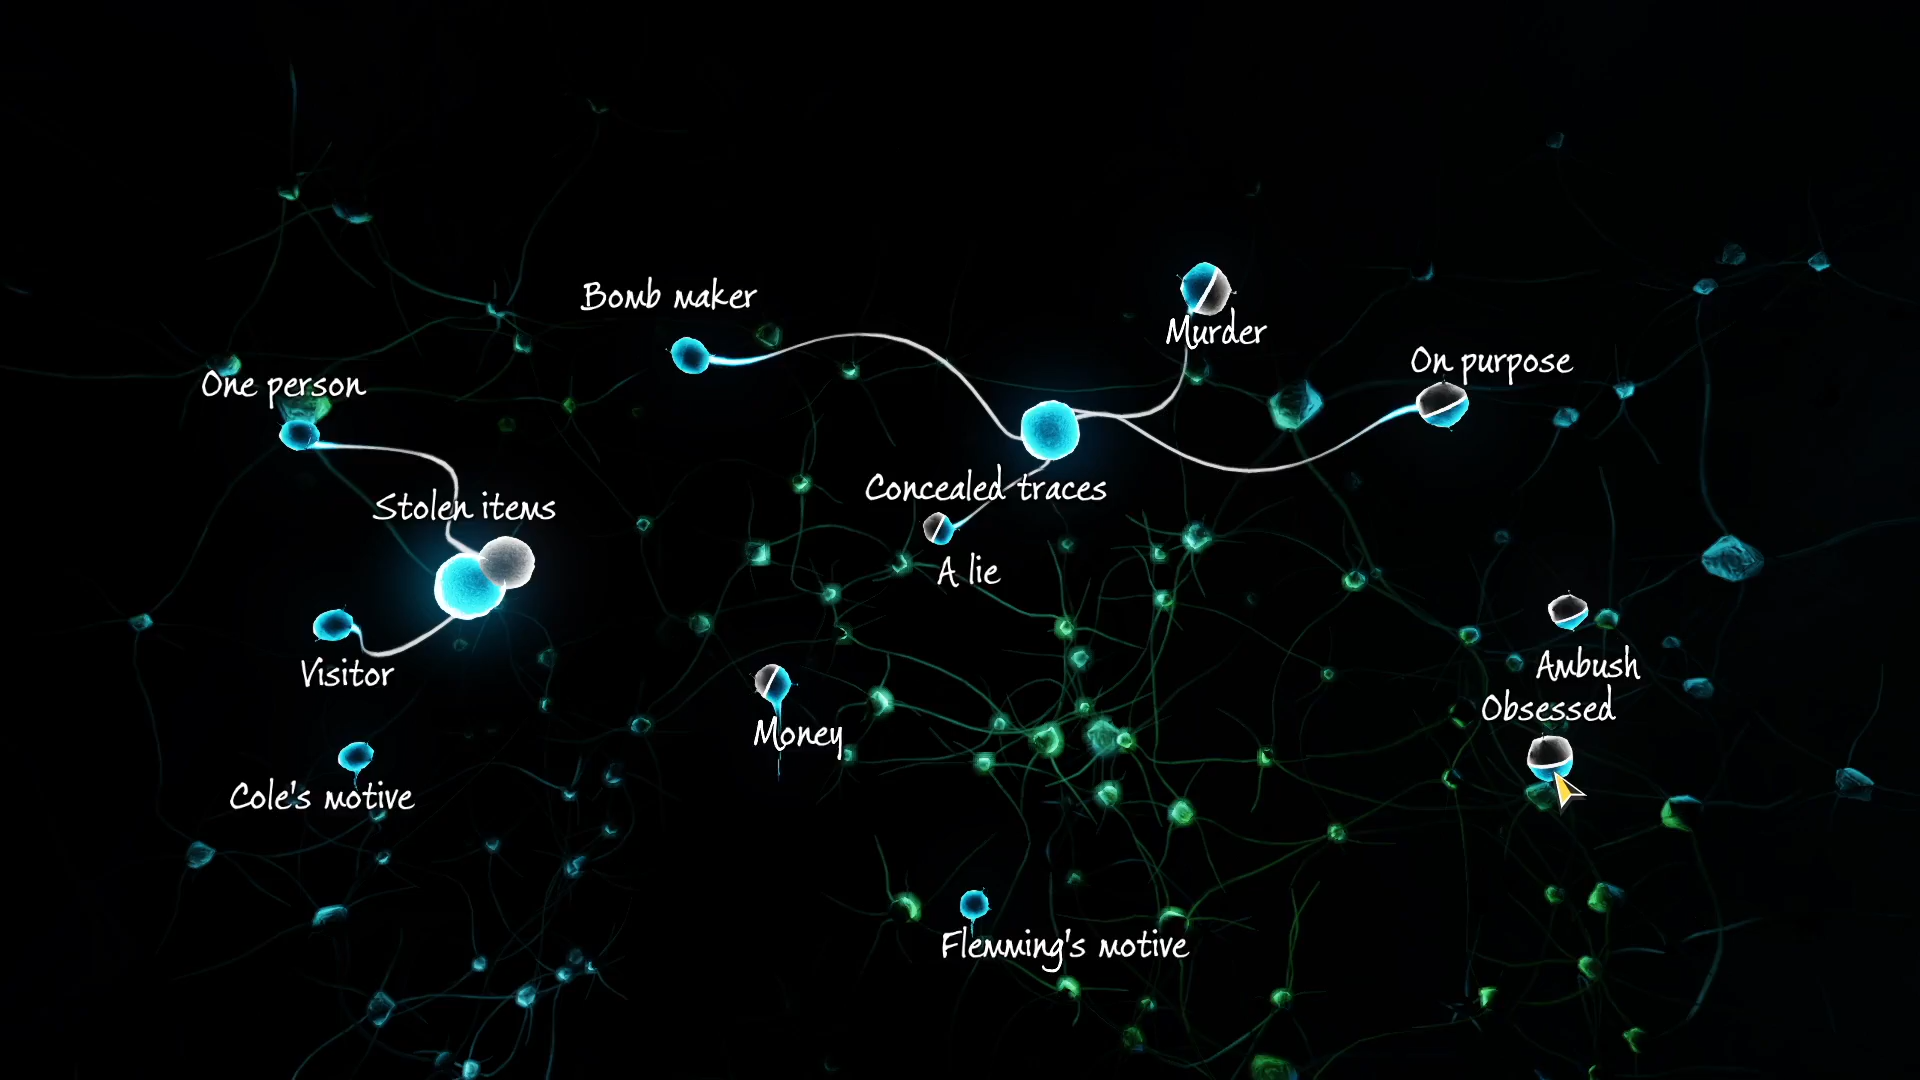 Bomb maker
Murder
On purpose
One person
Concealed traces
Stolen items
A lie
Ambush
Visitor
Obsessed
Money
Cole's motive
Flemming's motive